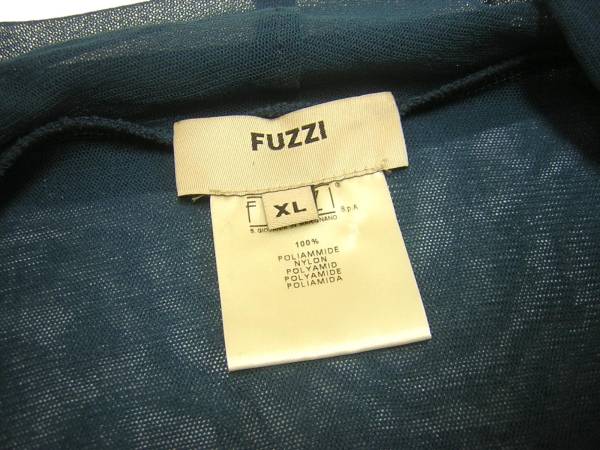 FUZZI
XL
S.p.A.
100%
POLIAMMIDE
NYLON
POLYAMID
POLYAMIDE
POLIAMIDA